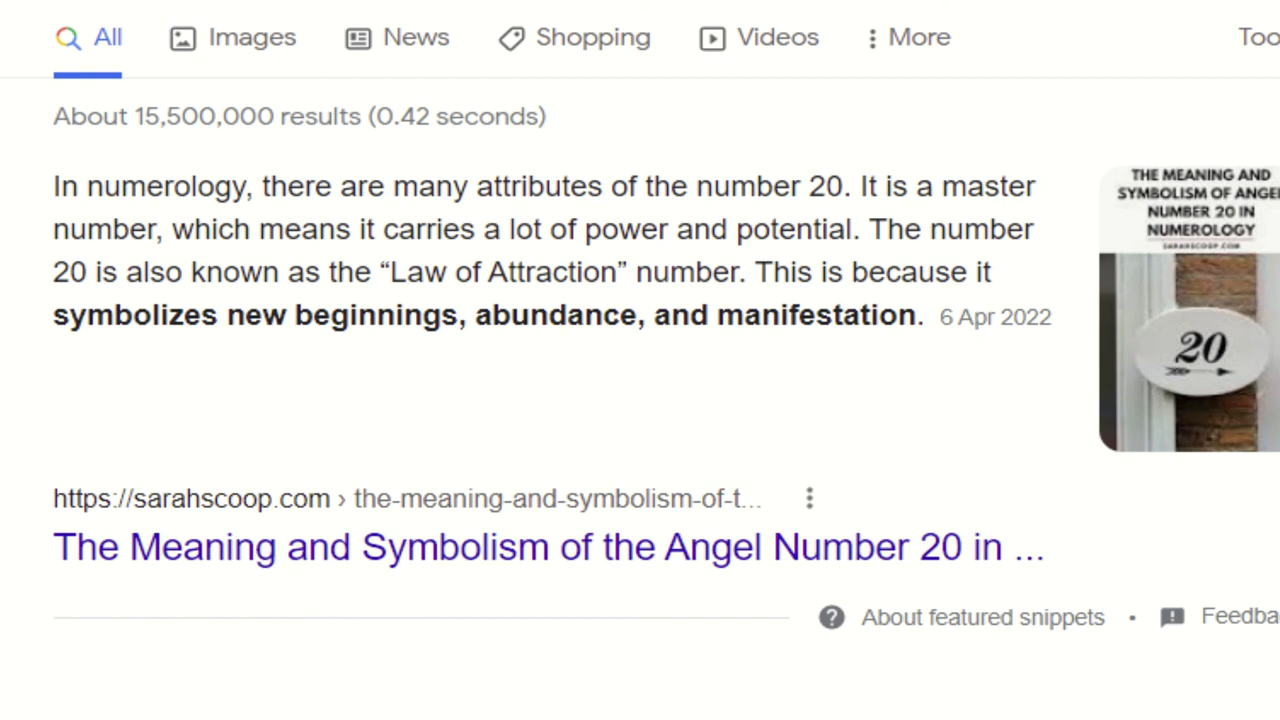 All Images News Shopping Videos More
About 15,500,000 results (0.42 seconds)
In numerology, there are many attributes of the number 20. It is a master
number, which means it carries a lot of power and potential. The number
20 is also known as the “Law of Attraction” number. This is because it
symbolizes new beginnings, abundance, and manifestation. 6 Apr 2022
THE MEANING AND
SYMBOLISM OF ANGEL
NUMBER 20 IN
NUMEROLOGY
SARAHSCOOP.COM
20
https://sarahscoop.com › the-meaning-and-symbolism-of-t...
The Meaning and Symbolism of the Angel Number 20 in ...
About featured snippets •